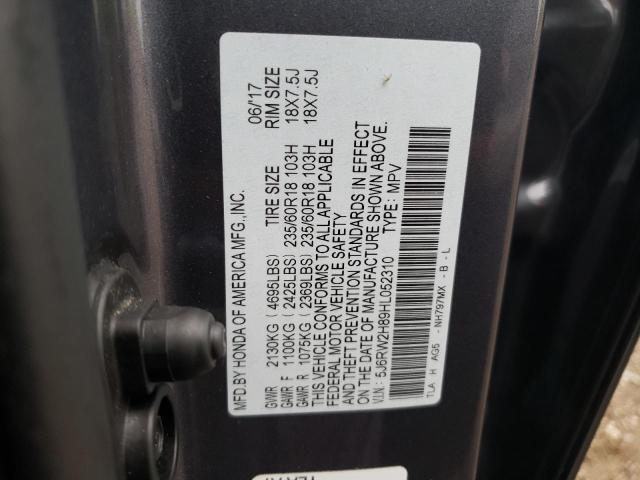 MFD.BY HONDA OF AMERICA MFG.,INC. 06/17
TIRE SIZE RIM SIZE
GVWR 2130KG (4695LBS)
GAWR F 1100KG (2425LBS) 235/60R18 103H 18X7.5J
GAWR R 1075KG (2369LBS) 235/60R18 103H 18X7.5J
THIS VEHICLE CONFORMS TO ALL APPLICABLE
FEDERAL MOTOR VEHICLE SAFETY
AND THEFT PREVENTION STANDARDS IN EFFECT
ON THE DATE OF MANUFACTURE SHOWN ABOVE.
V.I.N.: 5J6RW2H89HL052310 TYPE: MPV
TLA H AG5 - NH797MX - B - L